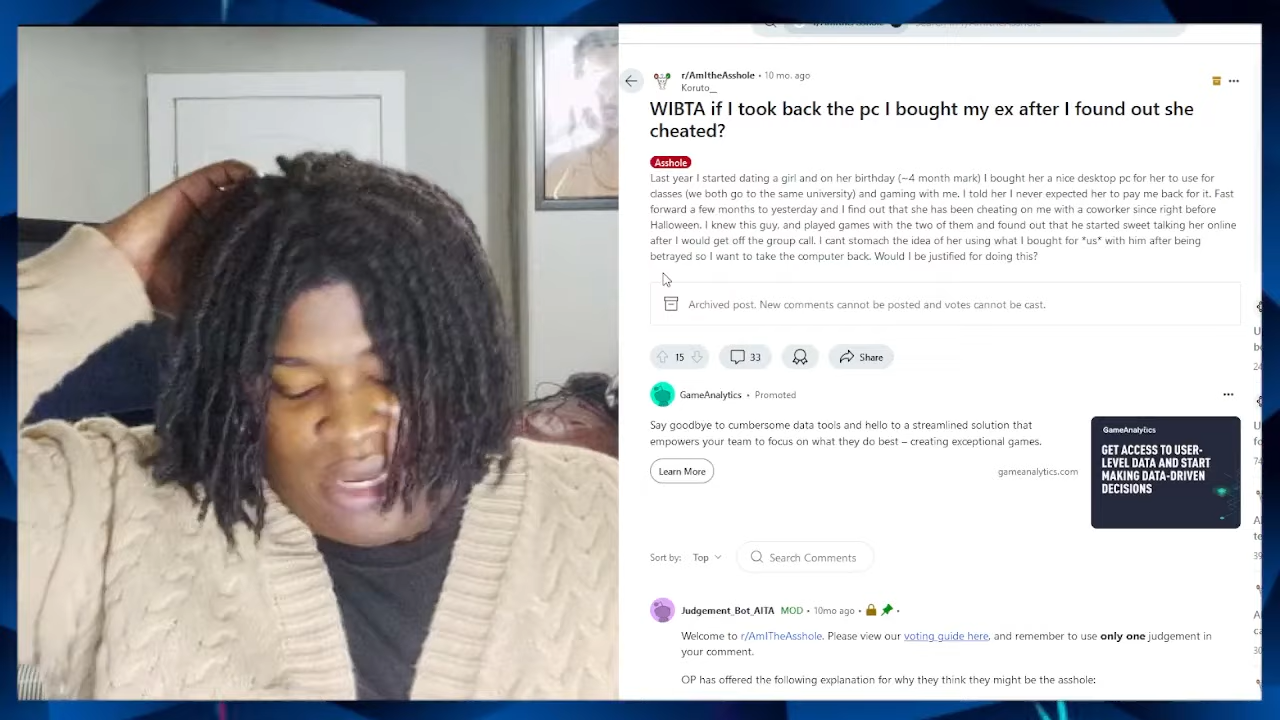 r/AmItheAsshole • 10 mo. ago
Koruto__
WIBTA if I took back the pc I bought my ex after I found out she
cheated?
Asshole
Last year I started dating a girl and on her birthday (~4 month mark) I bought her a nice desktop pc for her to use for
classes (we both go to the same university) and gaming with me. I told her I never expected her to pay me back for it. Fast
forward a few months to yesterday and I find out that she has been cheating on me with a coworker since right before
Halloween. I knew this guy, and played games with the two of them and found out that he started sweet talking her online
after I would get off the group call. I cant stomach the idea of her using what I bought for *us* with him after being
betrayed so I want to take the computer back. Would I be justified for doing this?
Archived post. New comments cannot be posted and votes cannot be cast.
15
33
Share
GameAnalytics • Promoted
Say goodbye to cumbersome data tools and hello to a streamlined solution that
empowers your team to focus on what they do best – creating exceptional games.
Learn More
gameanalytics.com
GameAnalytics
GET ACCESS TO USER-
LEVEL DATA AND START
MAKING DATA-DRIVEN
DECISIONS
Sort by: Top
Search Comments
Judgement_Bot_AITA MOD • 10mo ago •
Welcome to r/AmITheAsshole. Please view our voting guide here, and remember to use only one judgement in
your comment.
OP has offered the following explanation for why they think they might be the asshole: